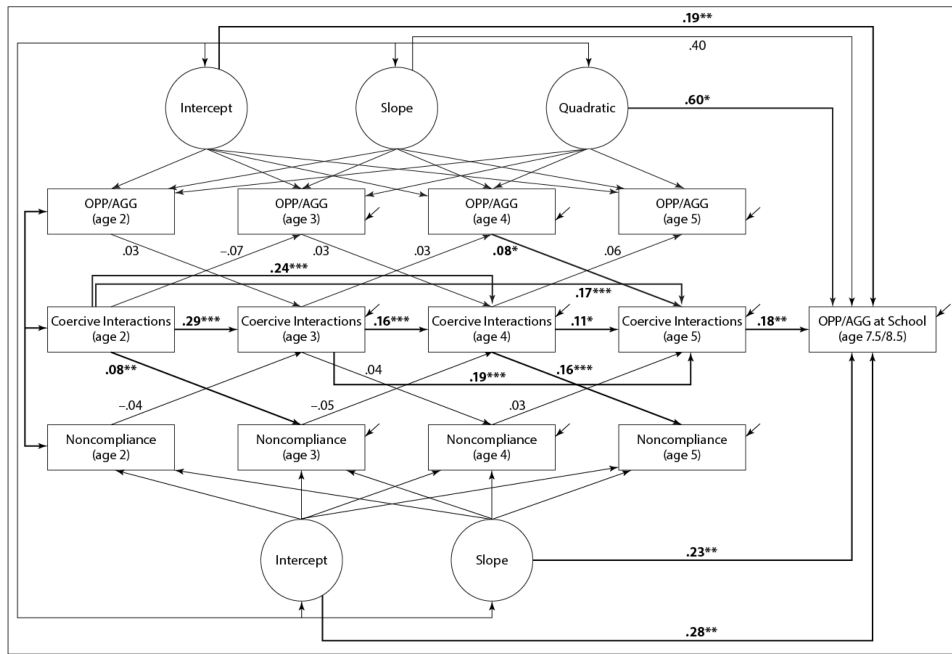 .19**
.40
Intercept
Slope
Quadratic
.60*
OPP/AGG
(age 2)
OPP/AGG
(age 3)
OPP/AGG
(age 4)
OPP/AGG
(age 5)
.03
–.07
.03
.03
.08*
.06
.24***
.17***
Coercive Interactions
(age 2)
.29***
Coercive Interactions
(age 3)
.16***
Coercive Interactions
(age 4)
.11*
Coercive Interactions
(age 5)
.18**
OPP/AGG at School
(age 7.5/8.5)
.08**
.04
.19***
.16***
–.04
–.05
.03
Noncompliance
(age 2)
Noncompliance
(age 3)
Noncompliance
(age 4)
Noncompliance
(age 5)
Intercept
Slope
.23**
.28**